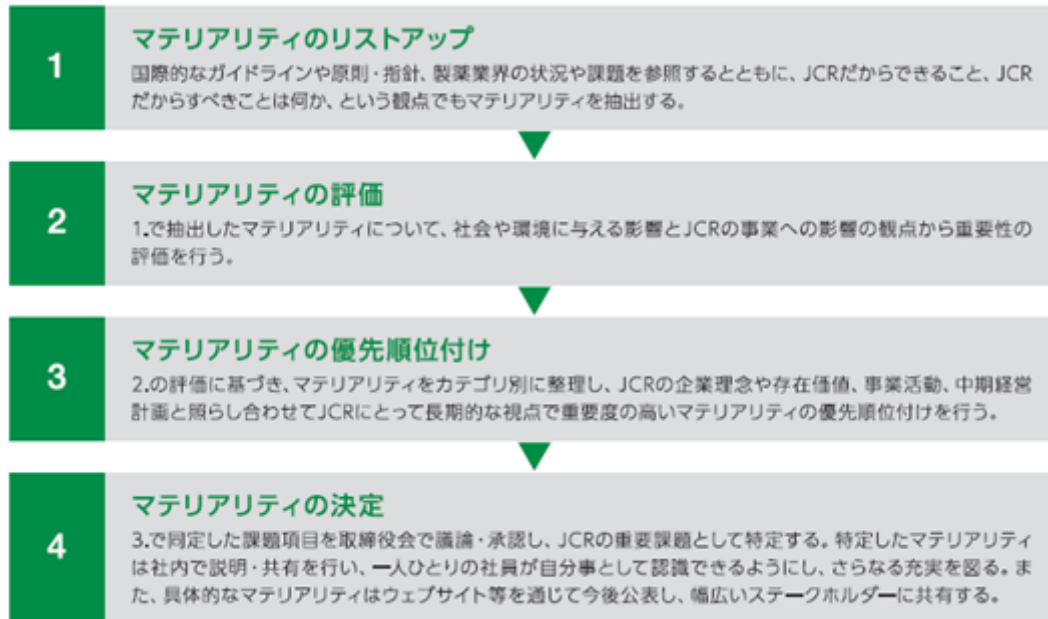 1
マテリアリティのリストアップ
国際的なガイドラインや原則・指針、製薬業界の状況や課題を参照するとともに、JCRだからできること、JCR
だからすべきことは何か、という観点でもマテリアリティを抽出する。
2
マテリアリティの評価
1.で抽出したマテリアリティについて、社会や環境に与える影響とJCRの事業への影響の観点から重要性の
評価を行う。
3
マテリアリティの優先順位付け
2.の評価に基づき、マテリアリティをカテゴリ別に整理し、JCRの企業理念や存在価値、事業活動、中期経営
計画と照らし合わせてJCRにとって長期的な視点で重要度の高いマテリアリティの優先順位付けを行う。
4
マテリアリティの決定
3.で同定した課題項目を取締役会で議論・承認し、JCRの重要課題として特定する。特定したマテリアリティ
は社内で説明・共有を行い、一人ひとりの社員が自分事として認識できるようにし、さらなる充実を図る。ま
た、具体的なマテリアリティはウェブサイト等を通じて今後公表し、幅広いステークホルダーに共有する。